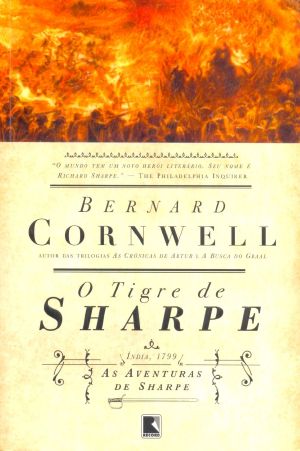 "O MUNDO TEM UM NOVO HERÓI LITERÁRIO. SEU NOME É
RICHARD SHARPE." — THE PHILADELPHIA INQUIRER
BERNARD
CORNWELL
AUTOR DAS TRILOGIAS AS CRÔNICAS DE ARTUR E A BUSCA DO GRAAL
O TIGRE DE
SHARPE
ÍNDIA, 1799
AS AVENTURAS
DE SHARPE
RECORD